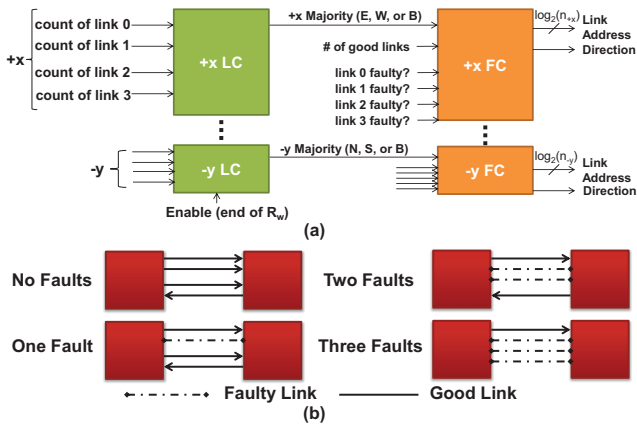 count of link 0
count of link 1
+x
count of link 2
count of link 3
+x LC
+x Majority (E, W, or B)
# of good links
link 0 faulty?
link 1 faulty?
link 2 faulty?
link 3 faulty?
+x FC
log2(n+x)
Link
Address
Direction
-y
-y LC
-y Majority (N, S, or B)
-y FC
log2(n-y)
Link
Address
Direction
Enable (end of Rw)
(a)
No Faults
Two Faults
One Fault
Three Faults
Faulty Link
Good Link
(b)